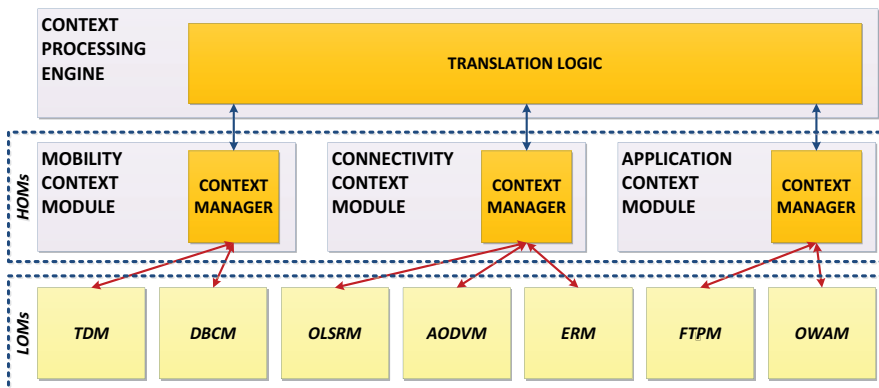 CONTEXT
PROCESSING
ENGINE
TRANSLATION LOGIC
HOMs
MOBILITY
CONTEXT
MODULE
CONTEXT
MANAGER
CONNECTIVITY
CONTEXT
MODULE
CONTEXT
MANAGER
APPLICATION
CONTEXT
MODULE
CONTEXT
MANAGER
LOMs
TDM
DBCM
OLSRM
AODVM
ERM
FTPM
OWAM